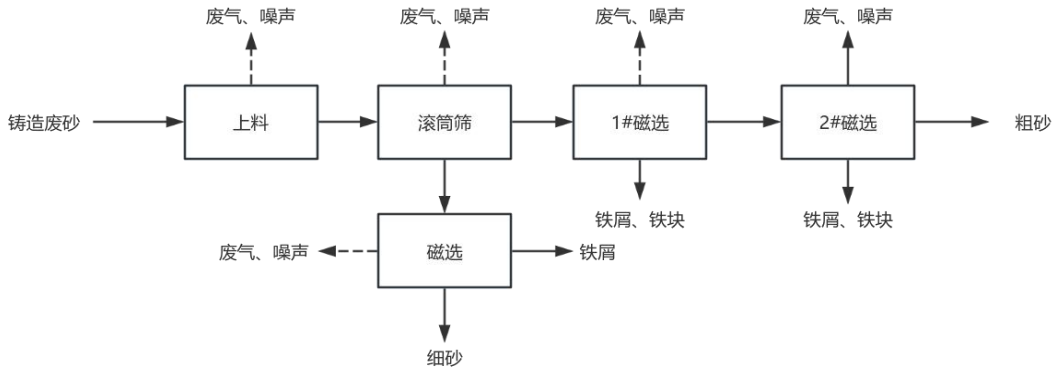 废气、噪声
废气、噪声
废气、噪声
废气、噪声
铸造废砂
上料
滚筒筛
1#磁选
2#磁选
粗砂
铁屑、铁块
铁屑、铁块
废气、噪声
磁选
铁屑
细砂